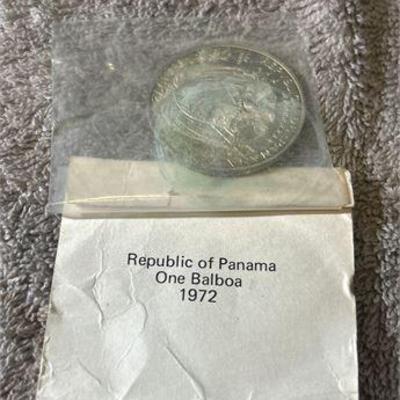 Republic of Panama
One Balboa
1972